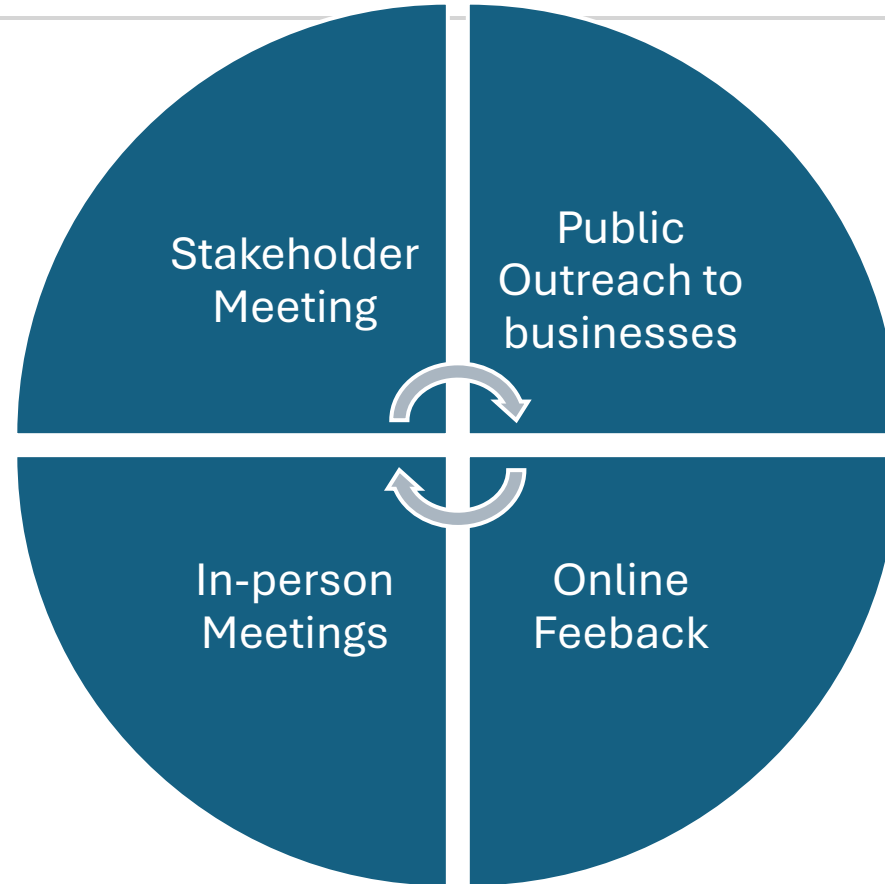 Stakeholder
Meeting
Public
Outreach to
businesses
In-person
Meetings
Online
Feeback